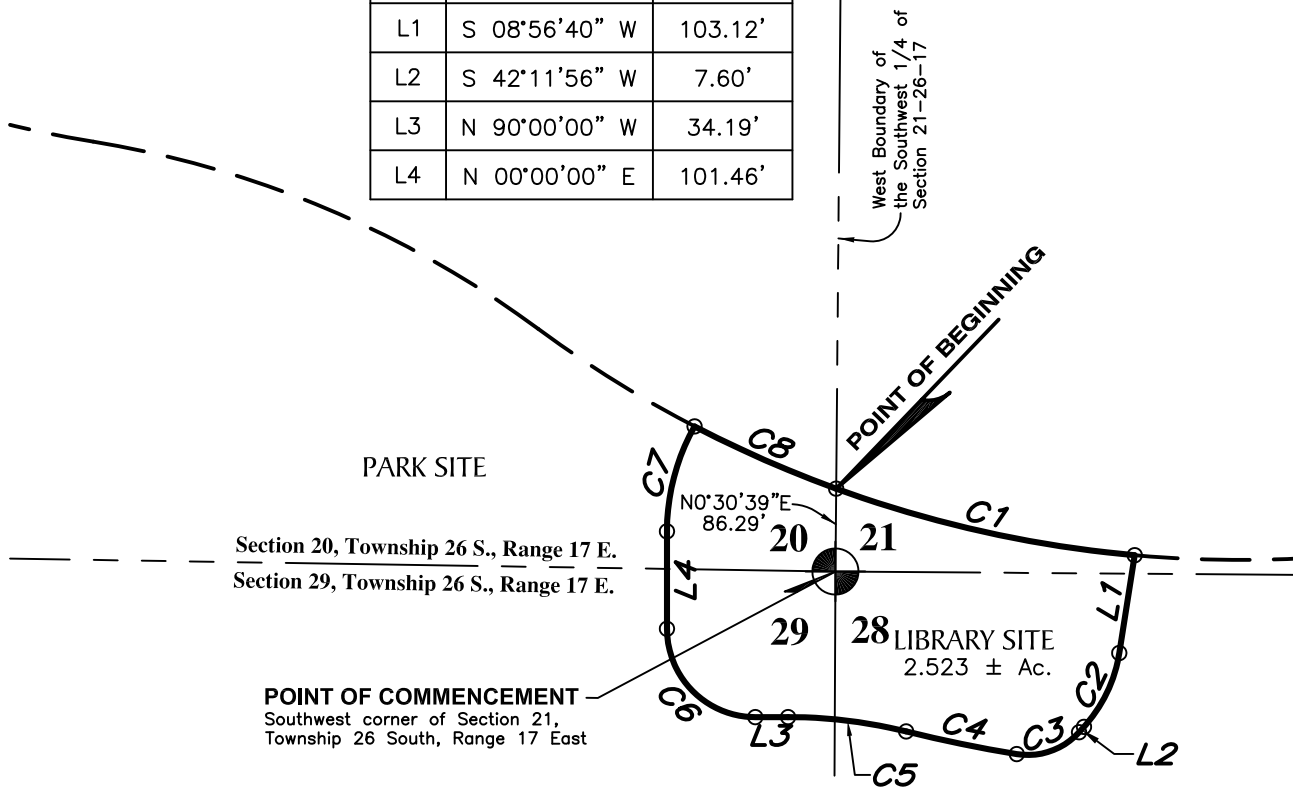 L1 S 08°56'40" W 103.12'
L2 S 42°11'56" W 7.60'
L3 N 90°00'00" W 34.19'
L4 N 00°00'00" E 101.46'
West Boundary of
the Southwest 1/4 of
Section 21-26-17
POINT OF BEGINNING
C8
C7
C1
PARK SITE
N0°30'39"E
86.29'
20
21
Section 20, Township 26 S., Range 17 E.
Section 29, Township 26 S., Range 17 E.
L4
L1
29
28
LIBRARY SITE
2.523 ± Ac.
POINT OF COMMENCEMENT
Southwest corner of Section 21,
Township 26 South, Range 17 East
C6
L3
C5
C4
C3
C2
L2